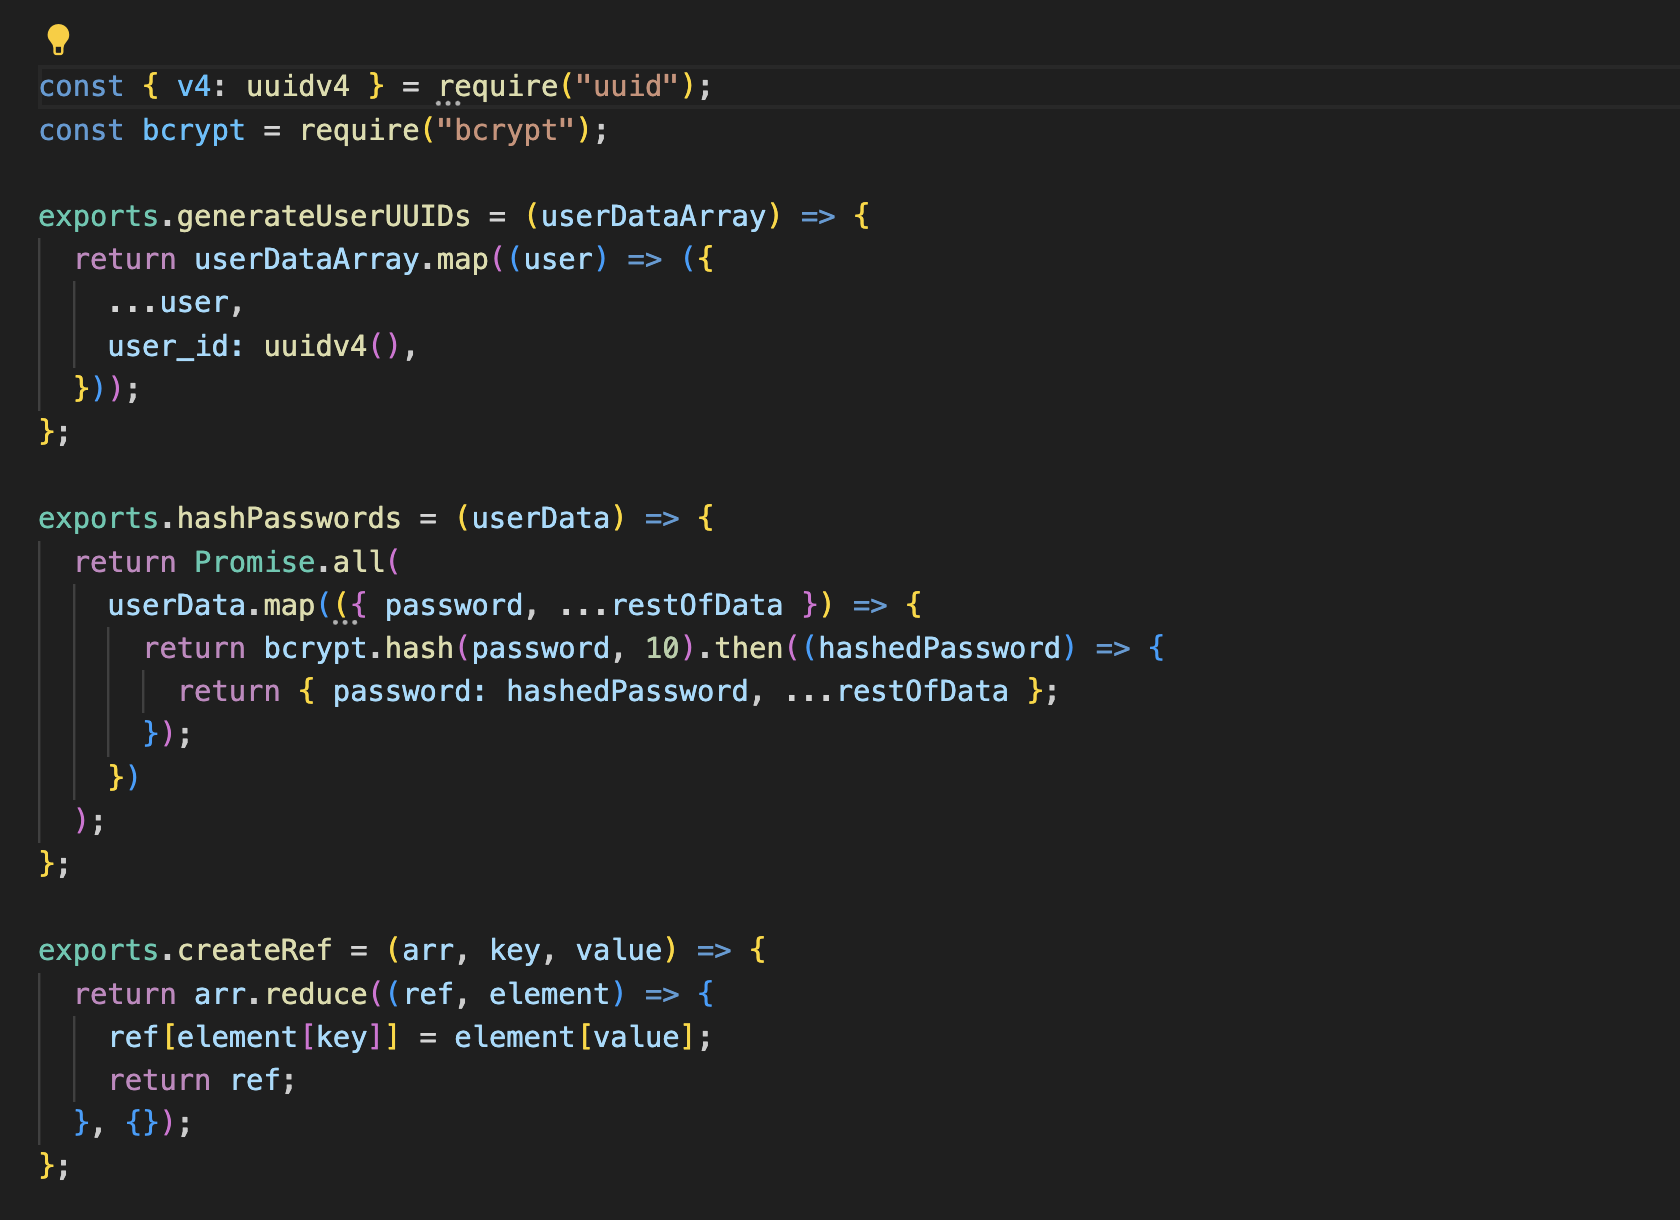 const { v4: uuidv4 } = require("uuid");
const bcrypt = require("bcrypt");

exports.generateUserUUIDs = (userDataArray) => {
  return userDataArray.map((user) => ({
    ...user,
    user_id: uuidv4(),
  }));
};

exports.hashPasswords = (userData) => {
  return Promise.all(
    userData.map(({ password, ...restOfData }) => {
      return bcrypt.hash(password, 10).then((hashedPassword) => {
        return { password: hashedPassword, ...restOfData };
      });
    })
  );
};

exports.createRef = (arr, key, value) => {
  return arr.reduce((ref, element) => {
    ref[element[key]] = element[value];
    return ref;
  }, {});
};